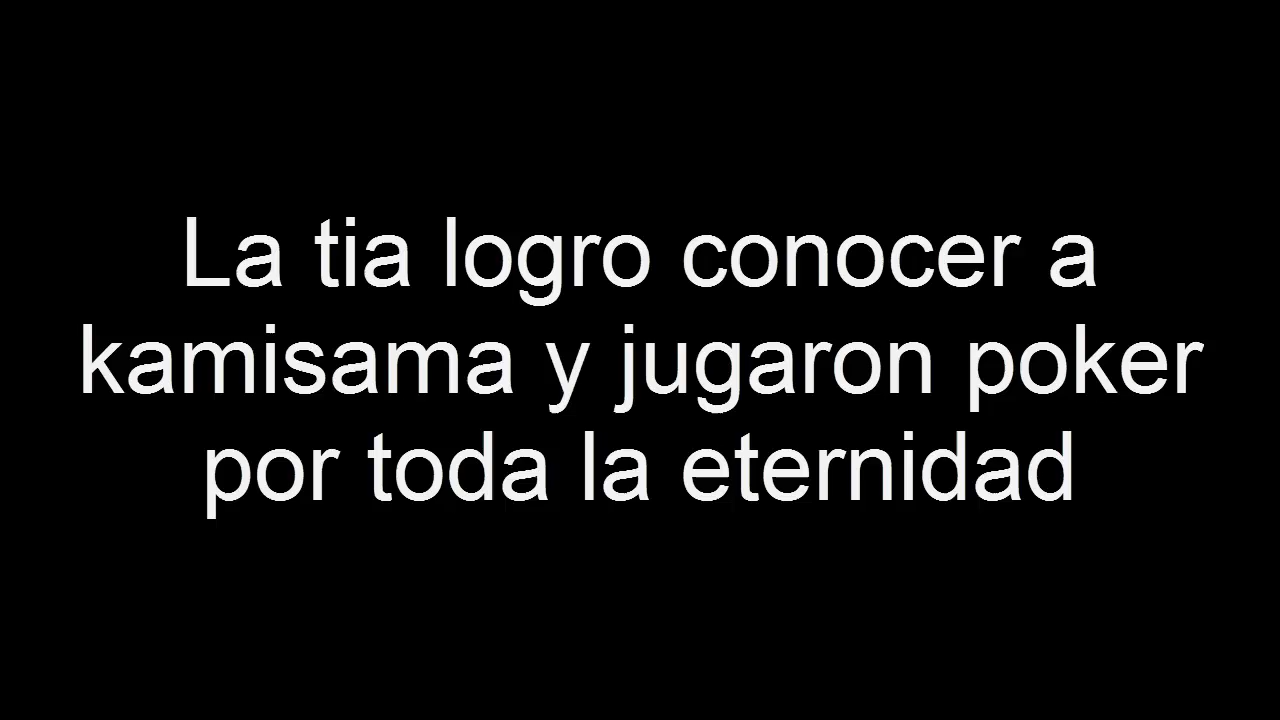 La tia logro conocer a
kamisama y jugaron poker
por toda la eternidad